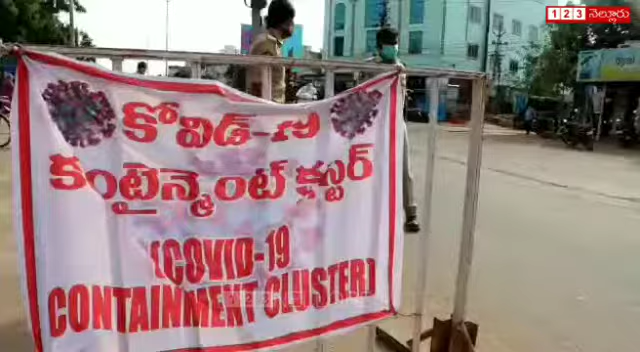 123 నెల్లూరు
కోవిడ్-19
కంటైన్మెంట్ క్లస్టర్
(COVID-19
CONTAINMENT CLUSTER)